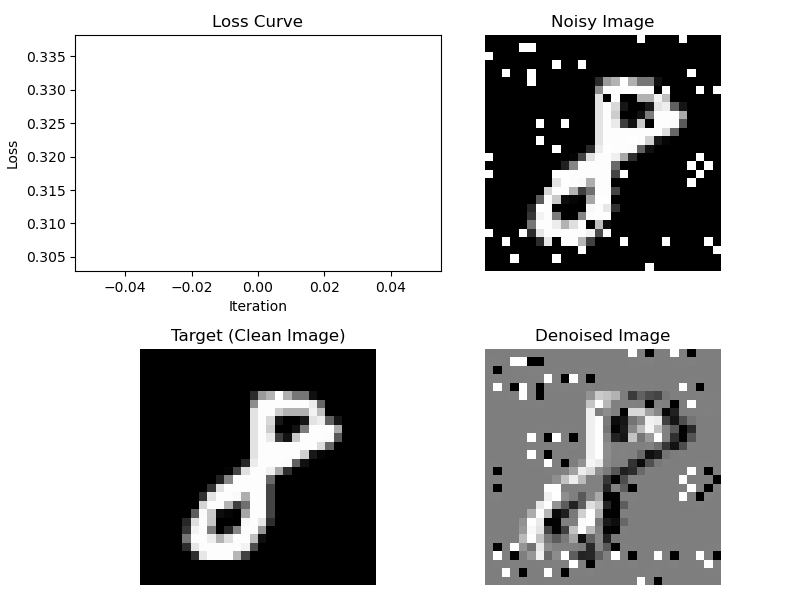 Loss Curve
Noisy Image
0.335
0.330
0.325
0.320
0.315
0.310
0.305
Loss
−0.04 −0.02 0.00 0.02 0.04
Iteration
Target (Clean Image)
Denoised Image
8